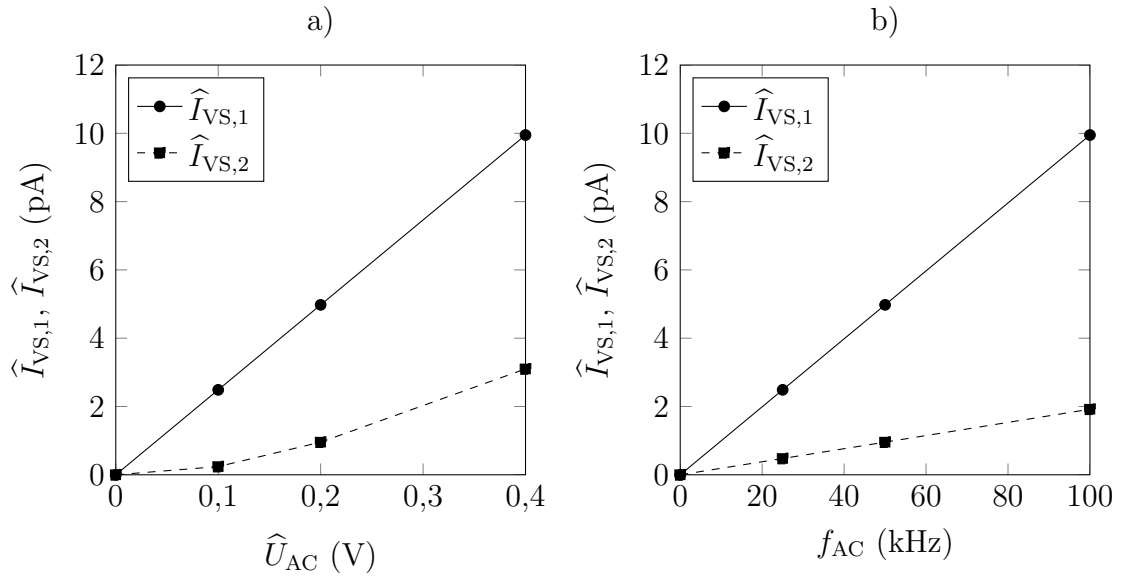 a)
12
10
8
6
4
2
0
Î_VS,1, Î_VS,2 (pA)
Î_VS,1
Î_VS,2
0 0,1 0,2 0,3 0,4
Û_AC (V)
b)
12
10
8
6
4
2
0
Î_VS,1, Î_VS,2 (pA)
Î_VS,1
Î_VS,2
0 20 40 60 80 100
f_AC (kHz)